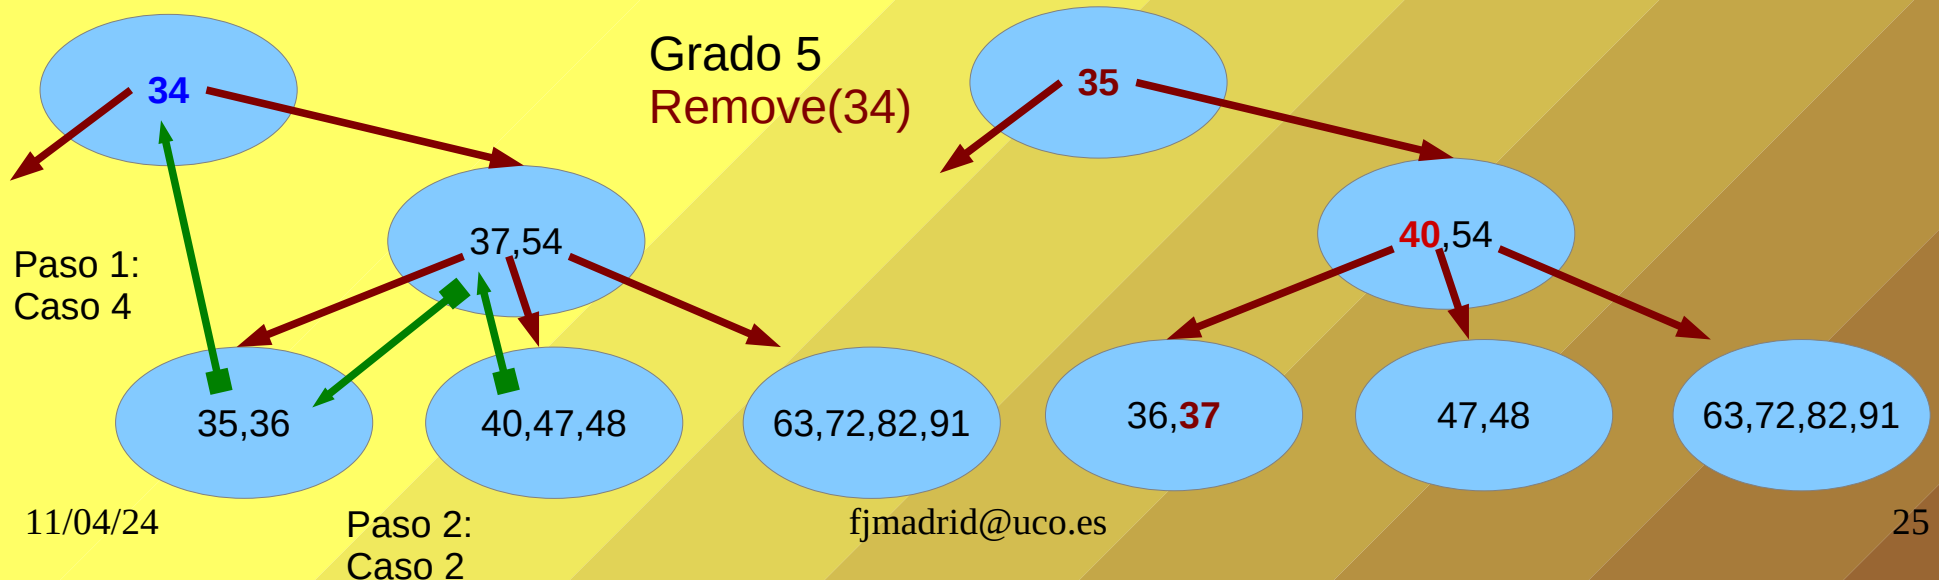 34
Grado 5
Remove(34)
35
37,54
40,54
Paso 1:
Caso 4
35,36
40,47,48
63,72,82,91
36,37
47,48
63,72,82,91
11/04/24
Paso 2:
Caso 2
fjmadrid@uco.es
25